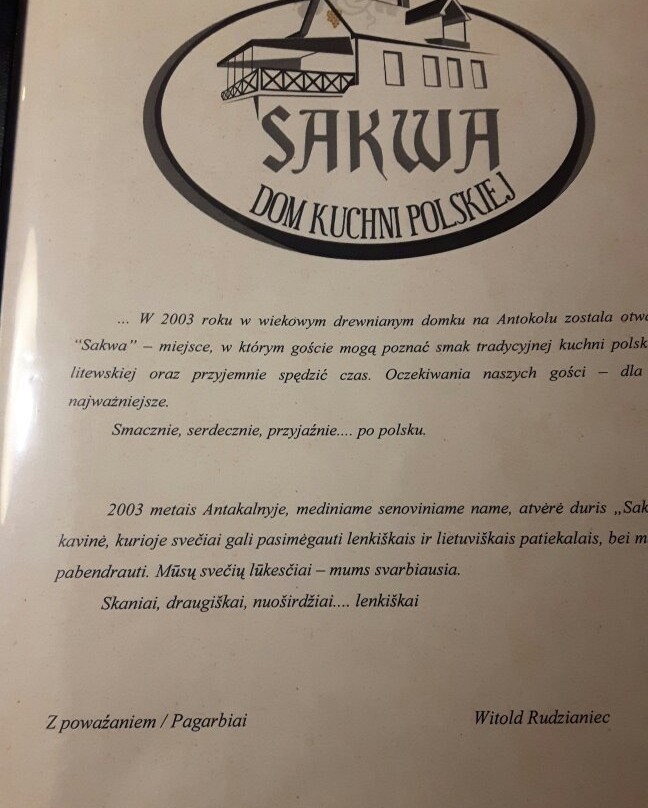 SAKWA
DOM KUCHNI POLSKIEJ
... W 2003 roku w wiekowym drewnianym domku na Antokolu zostala
“Sakwa” – miejsce, w którym goście mogą poznać smak tradycyjnej kuchni
litewskiej oraz przyjemnie spędzić czas. Oczekiwania naszych gości – dla
najważniejsze.
Smacznie, serdecznie, przyjaźnie.... po polsku.
2003 metais Antakalnyje, mediniame senoviniame name, atvėrė duris
kavinė, kurioje svečiai gali pasimėgauti lenkiškais ir lietuviškais patiekalais, bei
pabendrauti. Mūsų svečių lūkesčiai – mums svarbiausia.
Skaniai, draugiškai, nuoširdžiai.... lenkiškai
Z poważaniem / Pagarbiai
Witold Rudzianiec